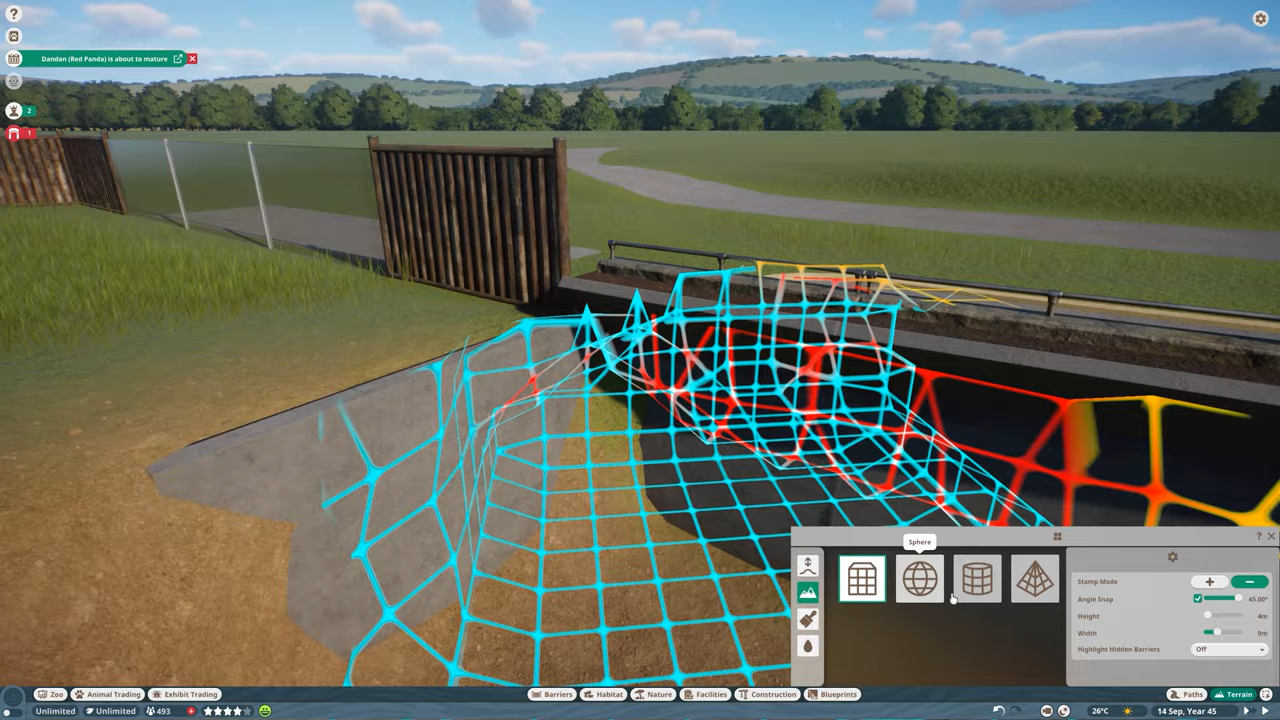 ?
Dandan (Red Panda) is about to mature
2
1
Sphere
?
Stamp Mode
Angle Snap 45.00°
Height 4m
Width 9m
Highlight Hidden Barriers Off
Zoo Animal Trading Exhibit Trading Barriers Habitat Nature Facilities Construction Blueprints Paths Terrain
Unlimited Unlimited 493 26°C 14 Sep, Year 45